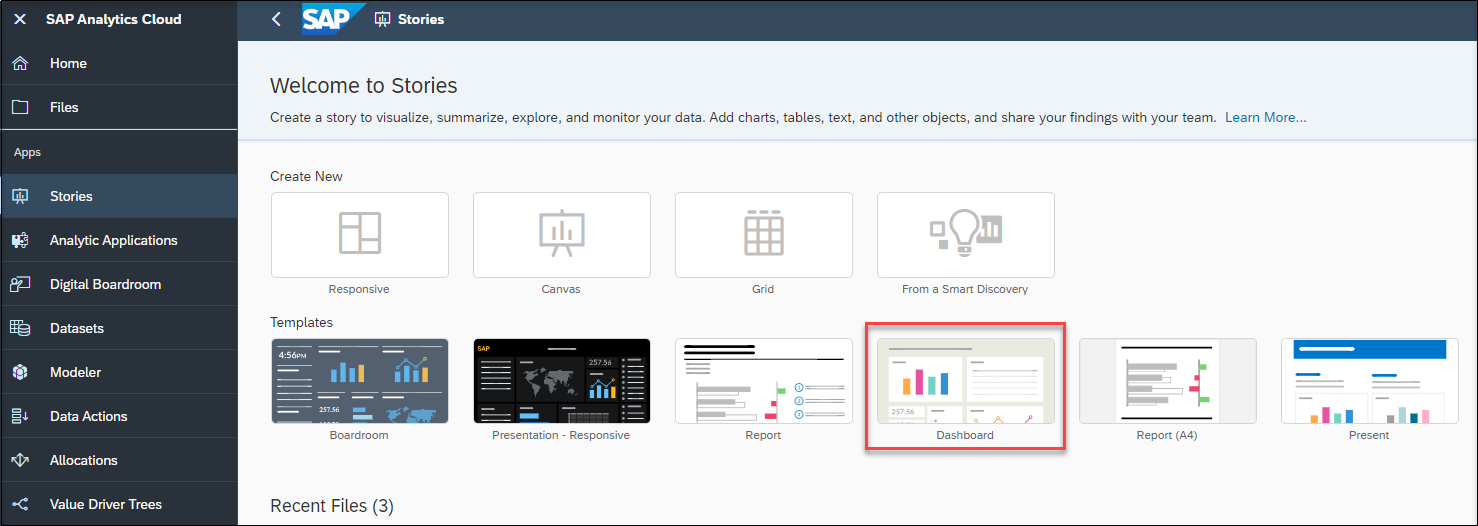 SAP Analytics Cloud
Home
Files
Apps
Stories
Analytic Applications
Digital Boardroom
Datasets
Modeler
Data Actions
Allocations
Value Driver Trees
SAP Stories
Welcome to Stories
Create a story to visualize, summarize, explore, and monitor your data. Add charts, tables, text, and other objects, and share your findings with your team. Learn More...
Create New
Responsive
Canvas
Grid
From a Smart Discovery
Templates
4:56PM
257.56
Boardroom
SAP
257.56
Presentation - Responsive
1
2
3
Report
257.56
Dashboard
Report (A4)
Present
Recent Files (3)